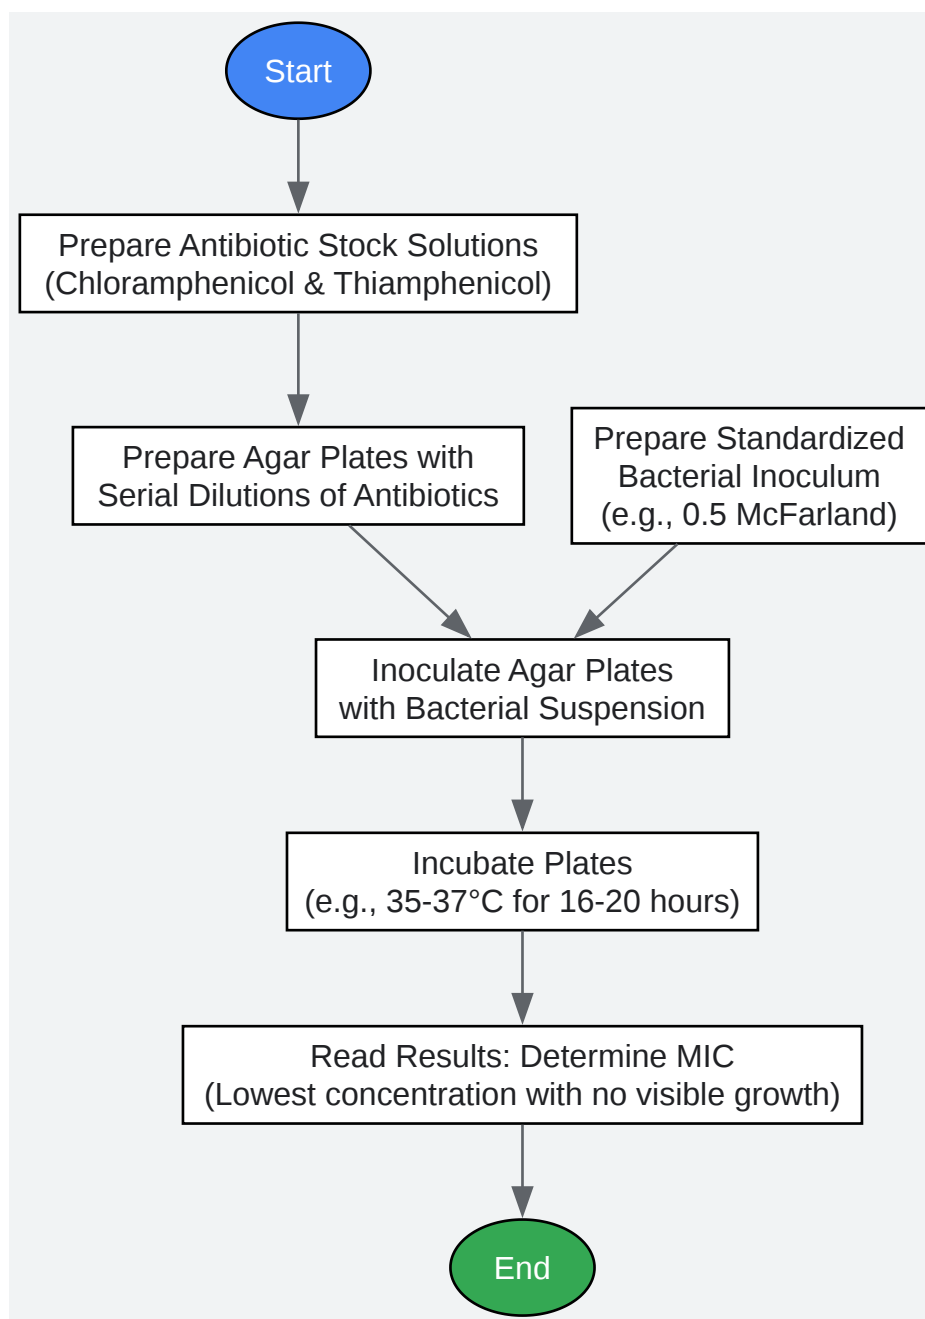 Start
Prepare Antibiotic Stock Solutions
(Chloramphenicol & Thiamphenicol)
Prepare Agar Plates with
Serial Dilutions of Antibiotics
Prepare Standardized
Bacterial Inoculum
(e.g., 0.5 McFarland)
Inoculate Agar Plates
with Bacterial Suspension
Incubate Plates
(e.g., 35-37°C for 16-20 hours)
Read Results: Determine MIC
(Lowest concentration with no visible growth)
End